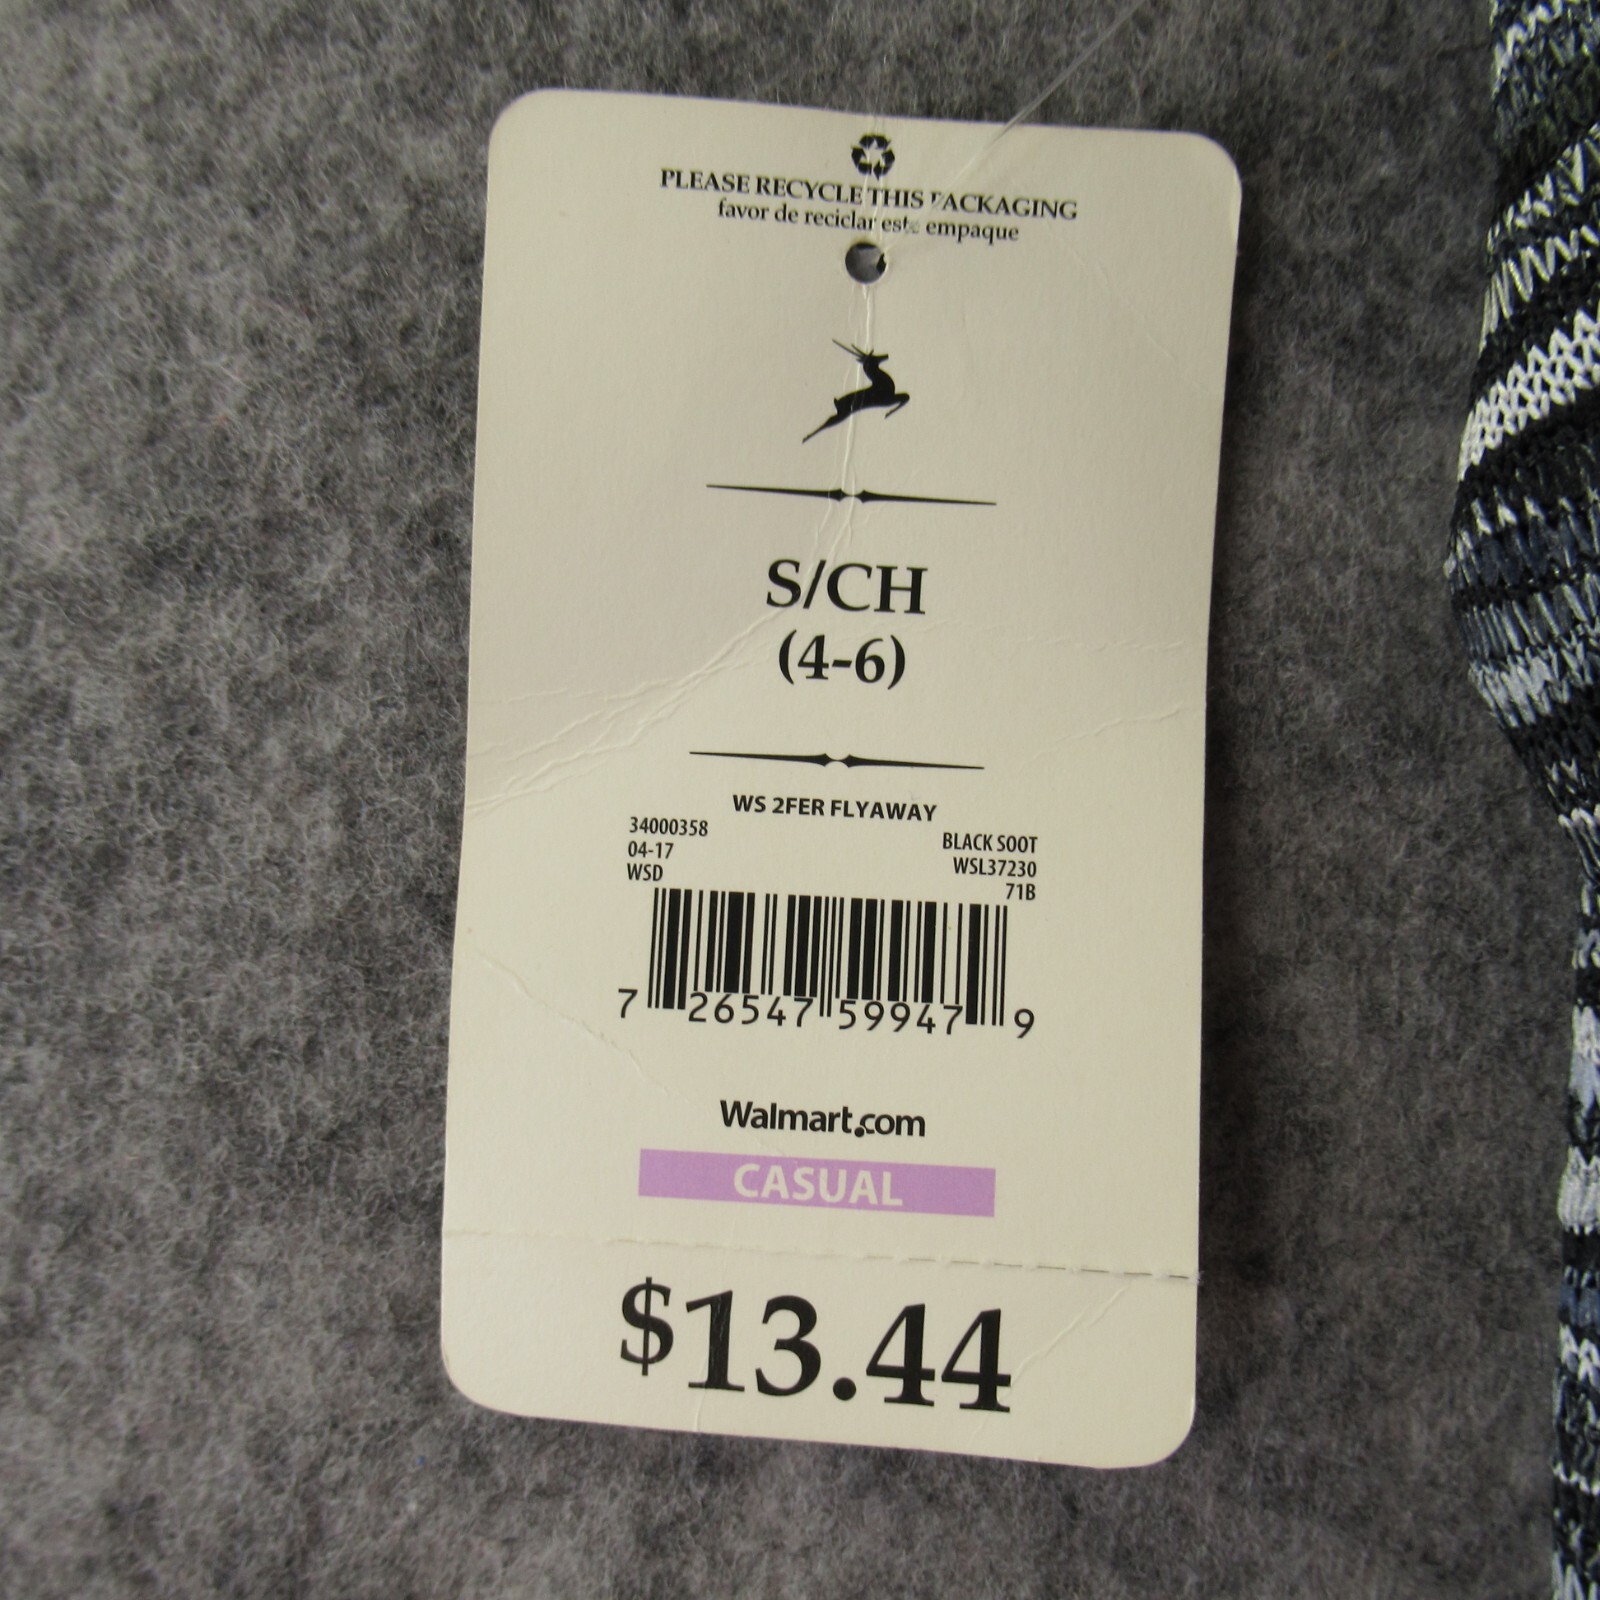 PLEASE RECYCLE THIS PACKAGING
favor de reciclar este empaque
S/CH
(4-6)
WS 2FER FLYAWAY
34000358 BLACK SOOT
04-17 WSL37230
WSD 71B
7 26547 59947 9
Walmart.com
CASUAL
$13.44